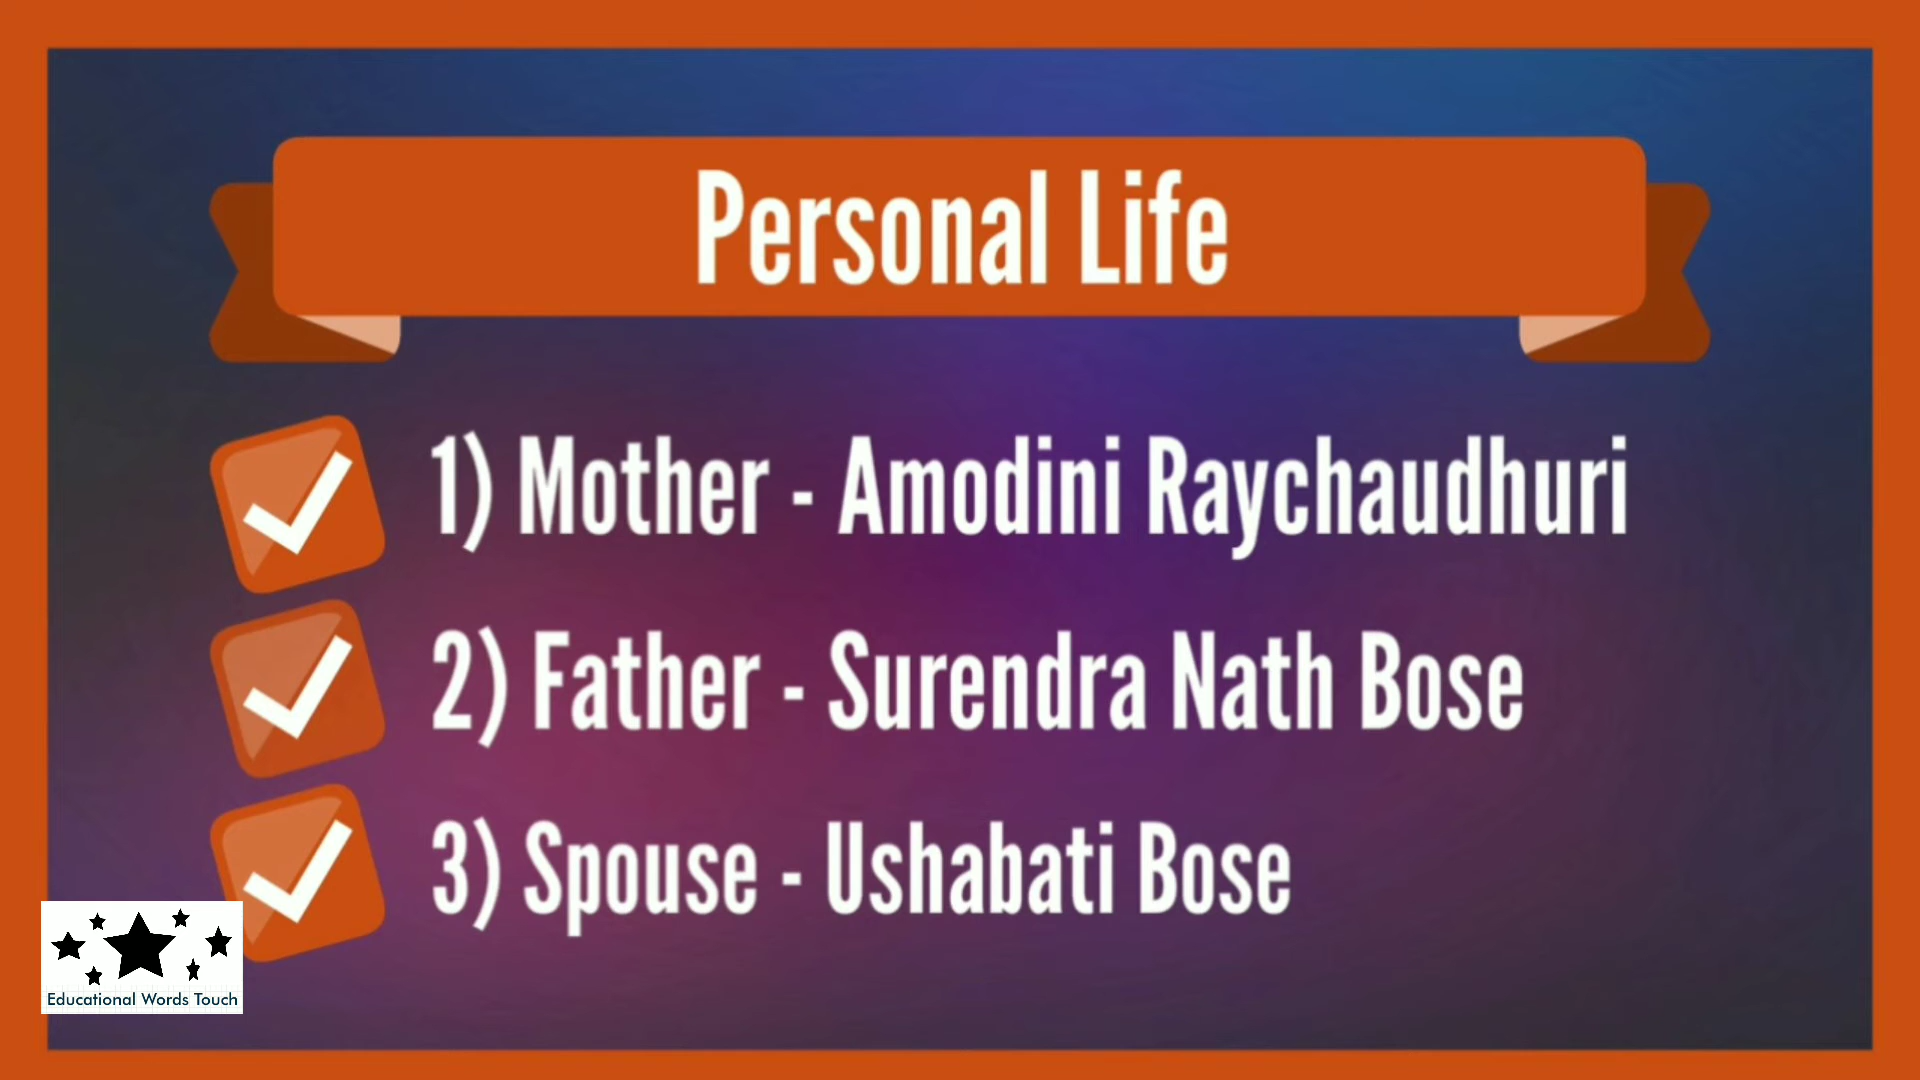 Personal Life
1) Mother - Amodini Raychaudhuri
2) Father - Surendra Nath Bose
3) Spouse - Ushabati Bose
Educational Words Touch